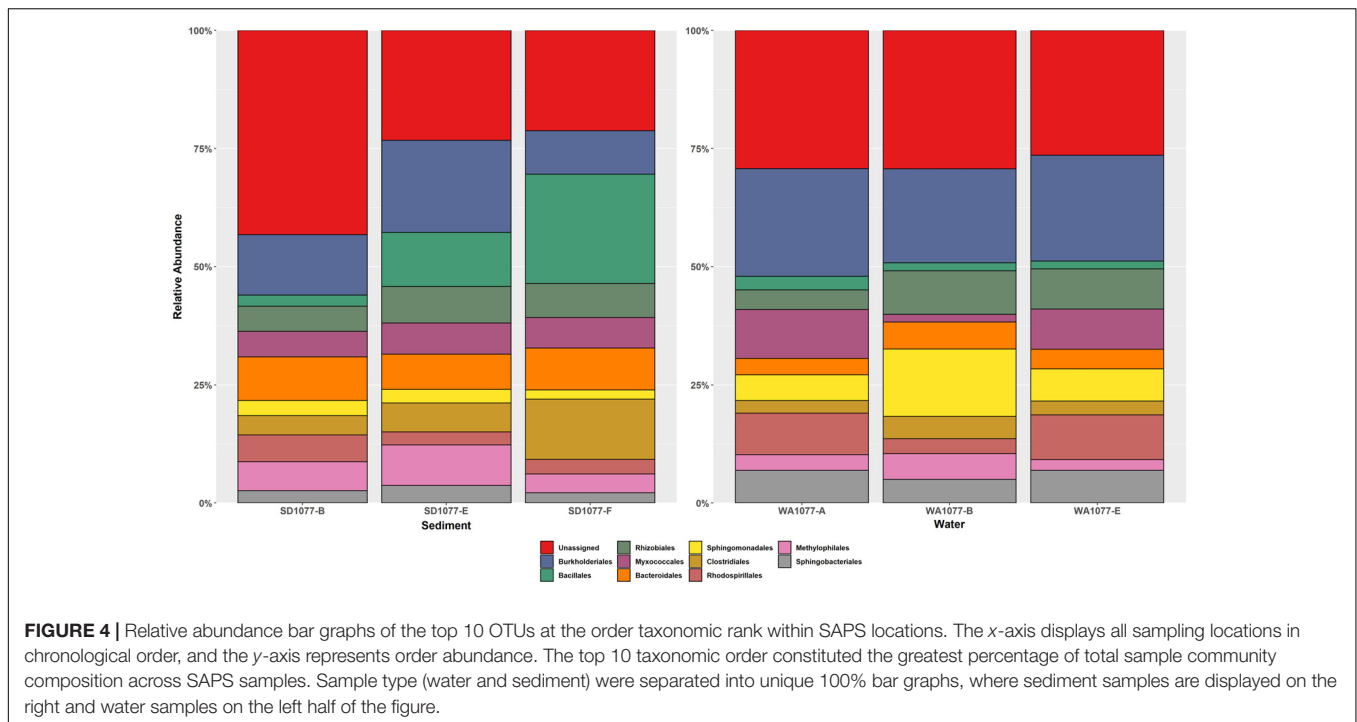 100%
75%
50%
25%
0%
Relative Abundance
SD1077-B SD1077-E SD1077-F
Sediment
100%
75%
50%
25%
0%
WA1077-A WA1077-B WA1077-E
Water
Unassigned Rhizobiales Sphingomonadales Methylophilales
Burkholderiales Myxococcales Clostridiales Sphingobacteriales
Bacillales Bacteroidales Rhodospirillales
FIGURE 4 | Relative abundance bar graphs of the top 10 OTUs at the order taxonomic rank within SAPS locations. The x-axis displays all sampling locations in
chronological order, and the y-axis represents order abundance. The top 10 taxonomic order constituted the greatest percentage of total sample community
composition across SAPS samples. Sample type (water and sediment) were separated into unique 100% bar graphs, where sediment samples are displayed on the
right and water samples on the left half of the figure.